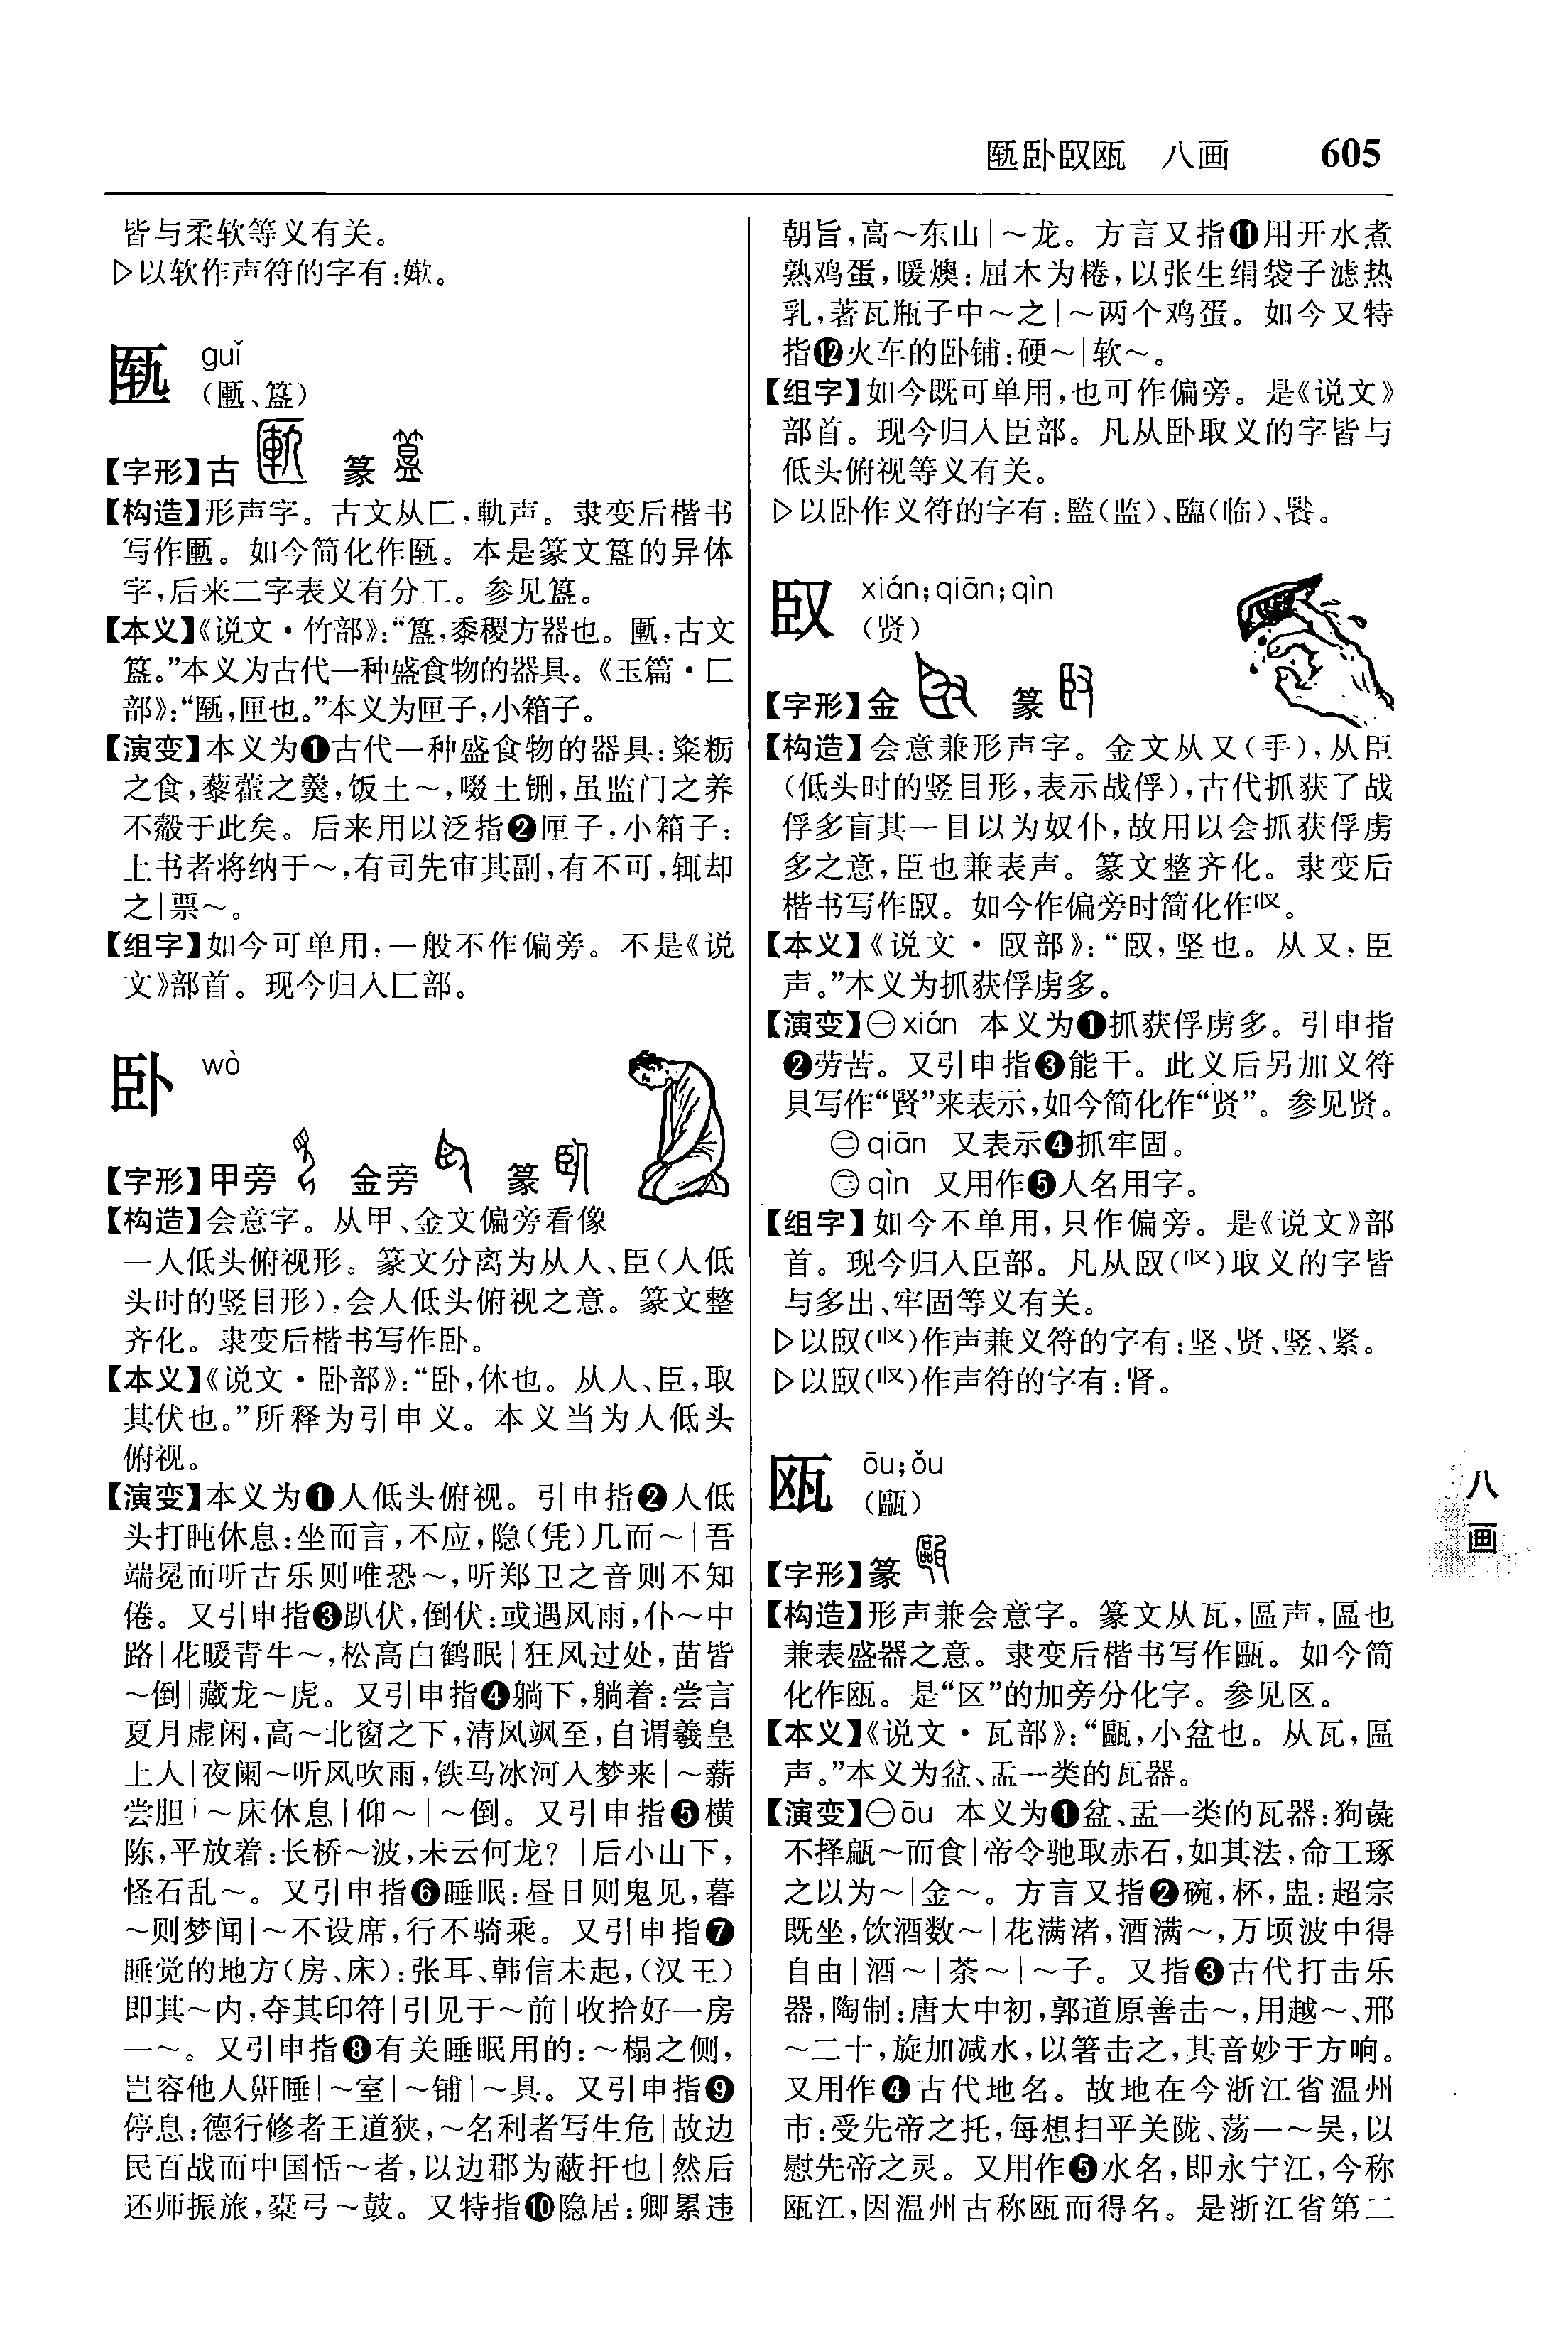 匦卧臤瓯　八画　605
皆与柔软等义有关。
▷以软作声符的字有:嫰。
匦 guǐ
(匭、簋)
【字形】古　篆
【构造】形声字。古文从匚,軌声。隶变后楷书
写作匭。如今简化作匦。本是篆文簋的异体
字,后来二字表义有分工。参见簋。
【本义】《说文·竹部》:“簋,黍稷方器也。匭,古文
簋。”本义为古代一种盛食物的器具。《玉篇·匚
部》:“匦,匣也。”本义为匣子,小箱子。
【演变】本义为❶古代一种盛食物的器具:粢粝
之食,藜藿之羹,饭土～,啜土铏,虽监门之养
不觳于此矣。后来用以泛指❷匣子,小箱子:
上书者将纳于～,有司先审其副,有不可,辄却
之|票～。
【组字】如今可单用,一般不作偏旁。不是《说
文》部首。现今归入匚部。
卧 wò
【字形】甲旁　金旁　篆
【构造】会意字。从甲、金文偏旁看像
一人低头俯视形。篆文分离为从人、臣(人低
头时的竖目形),会人低头俯视之意。篆文整
齐化。隶变后楷书写作卧。
【本义】《说文·卧部》:“卧,休也。从人、臣,取
其伏也。”所释为引申义。本义当为人低头
俯视。
【演变】本义为❶人低头俯视。引申指❷人低
头打盹休息:坐而言,不应,隐(凭)几而～|吾
端冕而听古乐则唯恐～,听郑卫之音则不知
倦。又引申指❸趴伏,倒伏:或遇风雨,仆～中
路|花暖青牛～,松高白鹤眠|狂风过处,苗皆
～倒|藏龙～虎。又引申指❹躺下,躺着:尝言
夏月虚闲,高～北窗之下,清风飒至,自谓羲皇
上人|夜阑～听风吹雨,铁马冰河入梦来|～薪
尝胆|～床休息|仰～|～倒。又引申指❺横
陈,平放着:长桥～波,未云何龙?|后小山下,
怪石乱～。又引申指❻睡眠:昼日则鬼见,暮
～则梦闻|～不设席,行不骑乘。又引申指❼
睡觉的地方(房、床):张耳、韩信未起,(汉王)
即其～内,夺其印符|引见于～前|收拾好一房
一～。又引申指❽有关睡眠用的:～榻之侧,
岂容他人鼾睡|～室|～铺|～具。又引申指❾
停息:德行修者王道狭,～名利者写生危|故边
民百战而中国恬～者,以边郡为蔽扞也|然后
还师振旅,櫜弓～鼓。又特指❿隐居:卿累违
朝旨,高～东山|～龙。方言又指⓫用开水煮
熟鸡蛋,暖燠:屈木为棬,以张生绢袋子滤热
乳,著瓦瓶子中～之|～两个鸡蛋。如今又特
指⓬火车的卧铺:硬～|软～。
【组字】如今既可单用,也可作偏旁。是《说文》
部首。现今归入臣部。凡从卧取义的字皆与
低头俯视等义有关。
▷以卧作义符的字有:監(监)、臨(临)、。
臤 xián;qiān;qìn
(贤)
【字形】金　篆
【构造】会意兼形声字。金文从又(手),从臣
(低头时的竖目形,表示战俘),古代抓获了战
俘多盲其一目以为奴仆,故用以会抓获俘虏
多之意,臣也兼表声。篆文整齐化。隶变后
楷书写作臤。如今作偏旁时简化作〢又。
【本义】《说文·臤部》:“臤,坚也。从又,臣
声。”本义为抓获俘虏多。
【演变】㊀xián 本义为❶抓获俘虏多。引申指
❷劳苦。又引申指❸能干。此义后另加义符
貝写作“賢”来表示,如今简化作“贤”。参见贤。
㊁qiān 又表示❹抓牢固。
㊂qìn 又用作❺人名用字。
【组字】如今不单用,只作偏旁。是《说文》部
首。现今归入臣部。凡从臤(〢又)取义的字皆
与多出、牢固等义有关。
▷以臤(〢又)作声兼义符的字有:坚、贤、竖、紧。
▷以臤(〢又)作声符的字有:肾。
瓯 ōu;ǒu
(甌)
【字形】篆
【构造】形声兼会意字。篆文从瓦,區声,區也
兼表盛器之意。隶变后楷书写作甌。如今简
化作瓯。是“区”的加旁分化字。参见区。
【本义】《说文·瓦部》:“甌,小盆也。从瓦,區
声。”本义为盆、盂一类的瓦器。
【演变】㊀ōu 本义为❶盆、盂一类的瓦器:狗彘
不择甂～而食|帝令驰取赤石,如其法,命工琢
之以为～|金～。方言又指❷碗,杯,盅:超宗
既坐,饮酒数～|花满渚,酒满～,万顷波中得
自由|酒～|茶～|～子。又指❸古代打击乐
器,陶制:唐大中初,郭道原善击～,用越～、邢
～二十,旋加减水,以箸击之,其音妙于方响。
又用作❹古代地名。故地在今浙江省温州
市:受先帝之托,每想扫平关陇、荡一～吴,以
慰先帝之灵。又用作❺水名,即永宁江,今称
瓯江,因温州古称瓯而得名。是浙江省第二
八
画